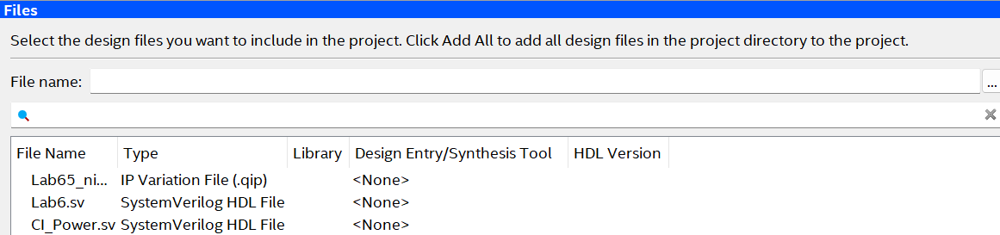 Files
Select the design files you want to include in the project. Click Add All to add all design files in the project directory to the project.
File name: ...
File Name Type Library Design Entry/Synthesis Tool HDL Version
Lab65_ni... IP Variation File (.qip) <None>
Lab6.sv SystemVerilog HDL File <None>
CI_Power.sv SystemVerilog HDL File <None>